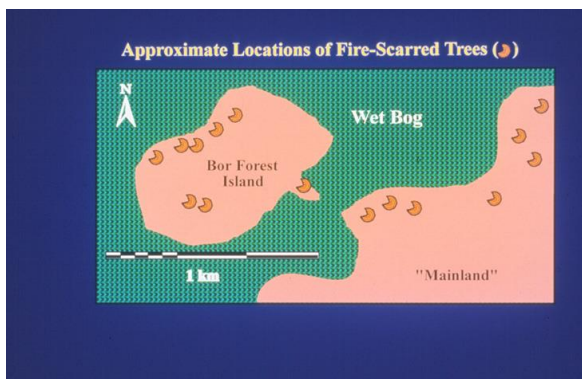 Approximate Locations of Fire-Scarred Trees ( )
N
Wet Bog
Bor Forest
Island
1 km
"Mainland"